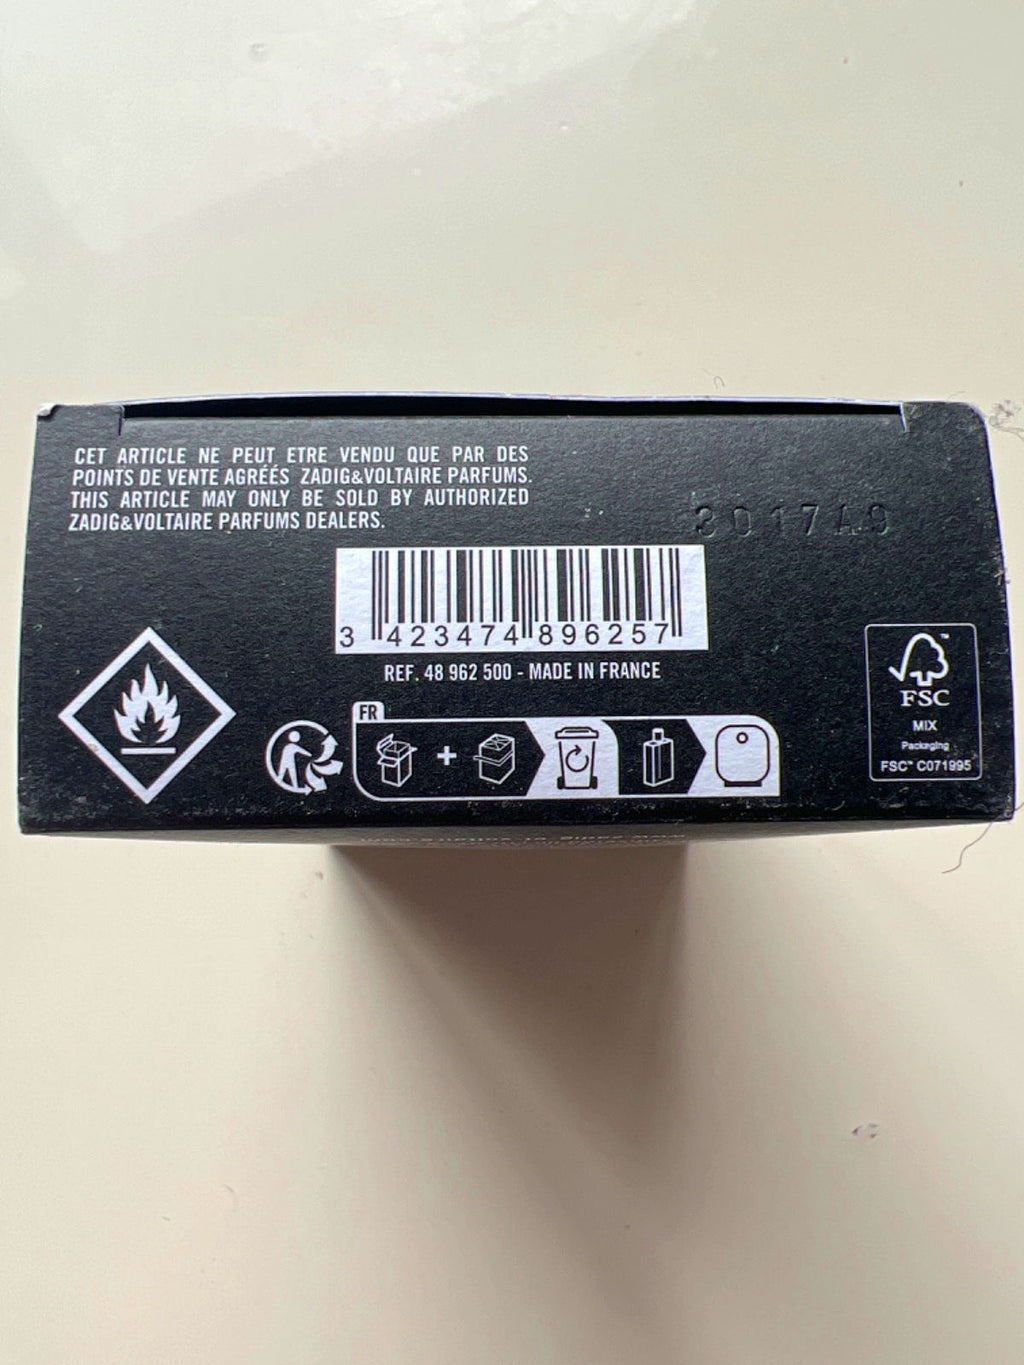 CET ARTICLE NE PEUT ETRE VENDU QUE PAR DES
POINTS DE VENTE AGRÉÉS ZADIG&VOLTAIRE PARFUMS.
THIS ARTICLE MAY ONLY BE SOLD BY AUTHORIZED
ZADIG&VOLTAIRE PARFUMS DEALERS.
3017A9
3 423474 896257
REF. 48 962 500 - MADE IN FRANCE
FR
FSC
MIX
Packaging
FSC™ C071995